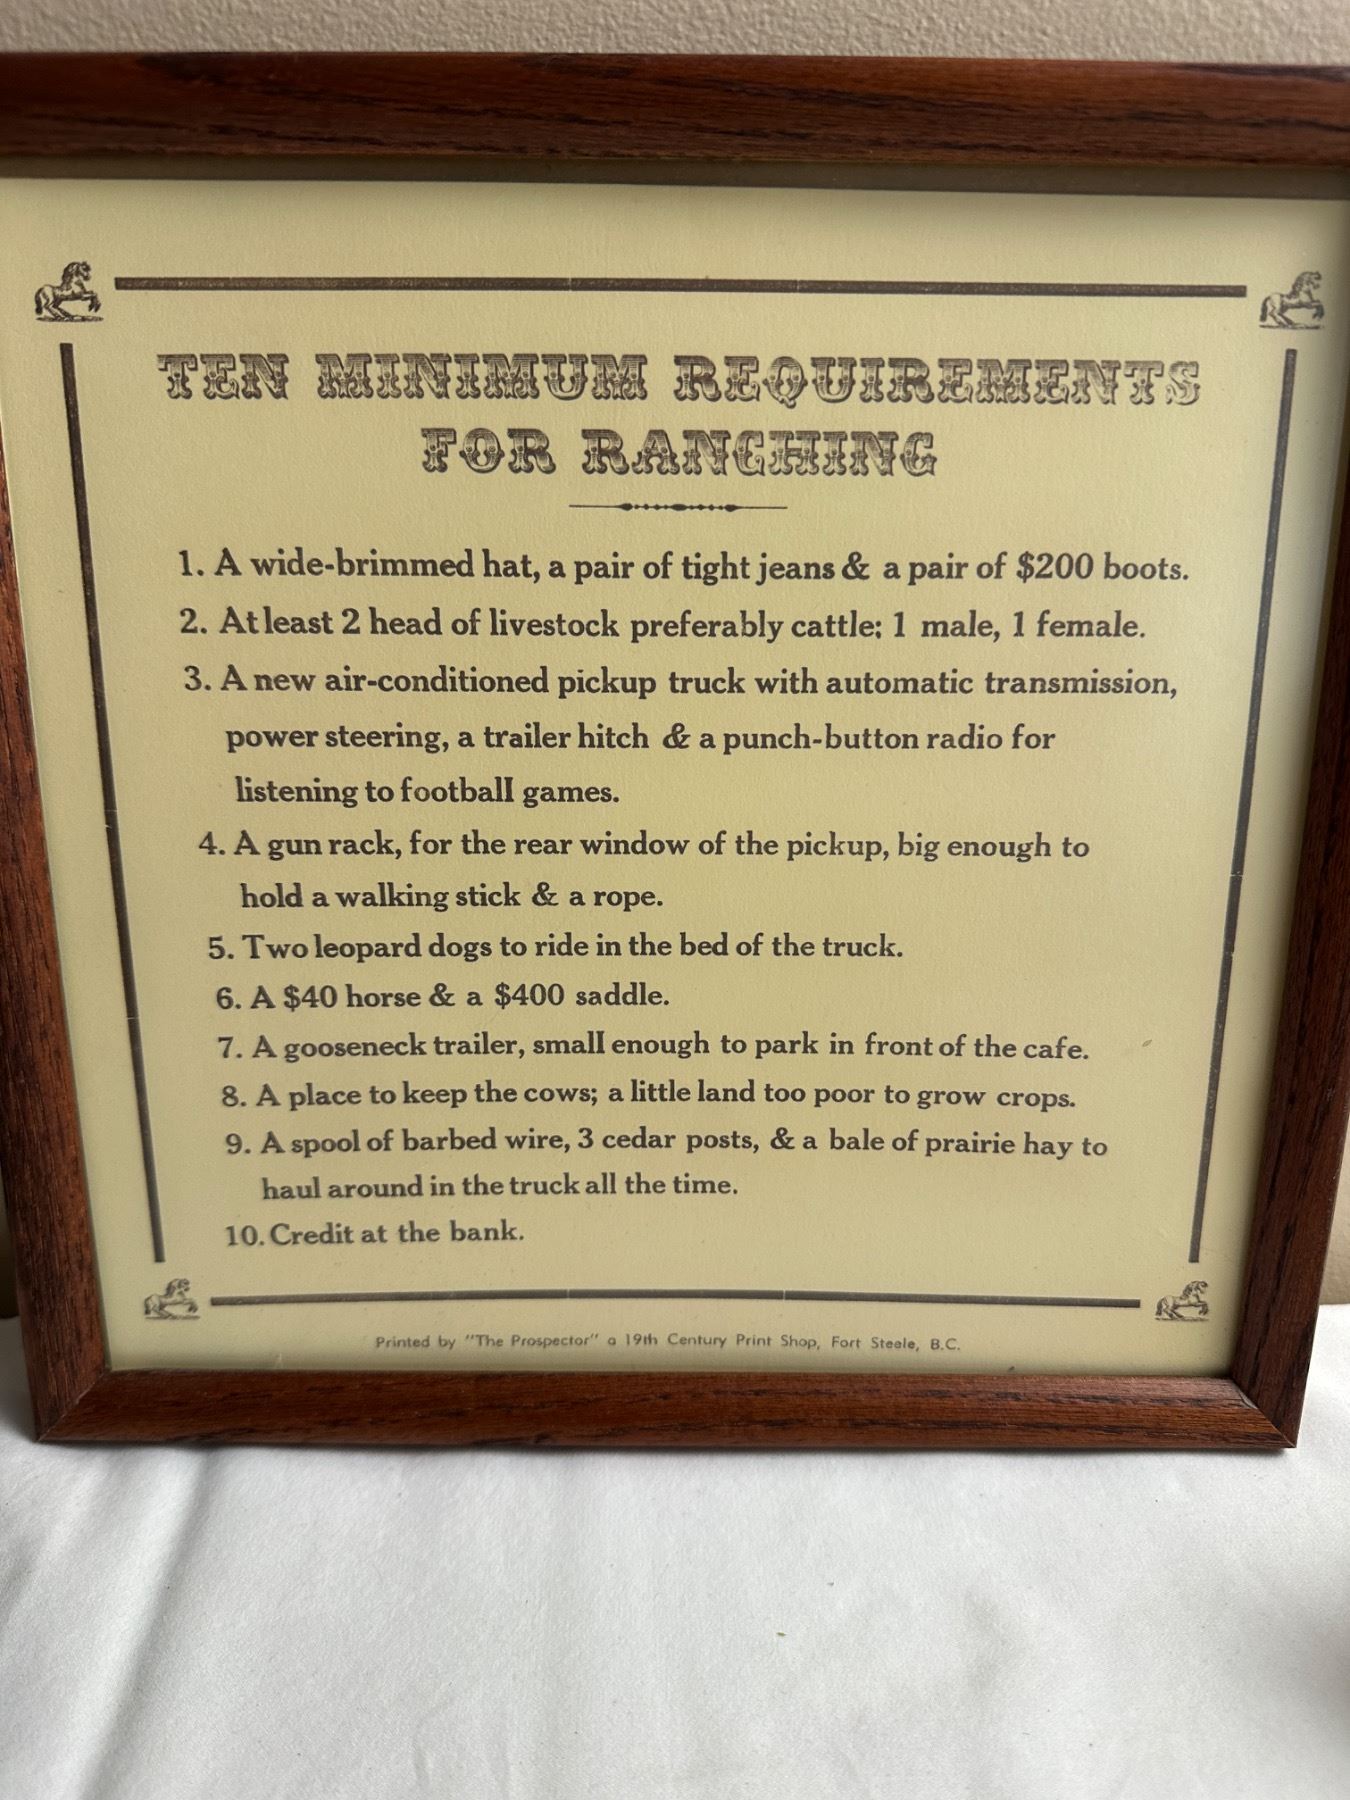 TEN MINIMUM REQUIREMENTS
FOR RANCHING
1. A wide-brimmed hat, a pair of tight jeans & a pair of $200 boots.
2. At least 2 head of livestock preferably cattle; 1 male, 1 female.
3. A new air-conditioned pickup truck with automatic transmission,
power steering, a trailer hitch & a punch-button radio for
listening to football games.
4. A gun rack, for the rear window of the pickup, big enough to
hold a walking stick & a rope.
5. Two leopard dogs to ride in the bed of the truck.
6. A $40 horse & a $400 saddle.
7. A gooseneck trailer, small enough to park in front of the cafe.
8. A place to keep the cows; a little land too poor to grow crops.
9. A spool of barbed wire, 3 cedar posts, & a bale of prairie hay to
haul around in the truck all the time.
10. Credit at the bank.
Printed by "The Prospector" a 19th Century Print Shop, Fort Steele, B.C.